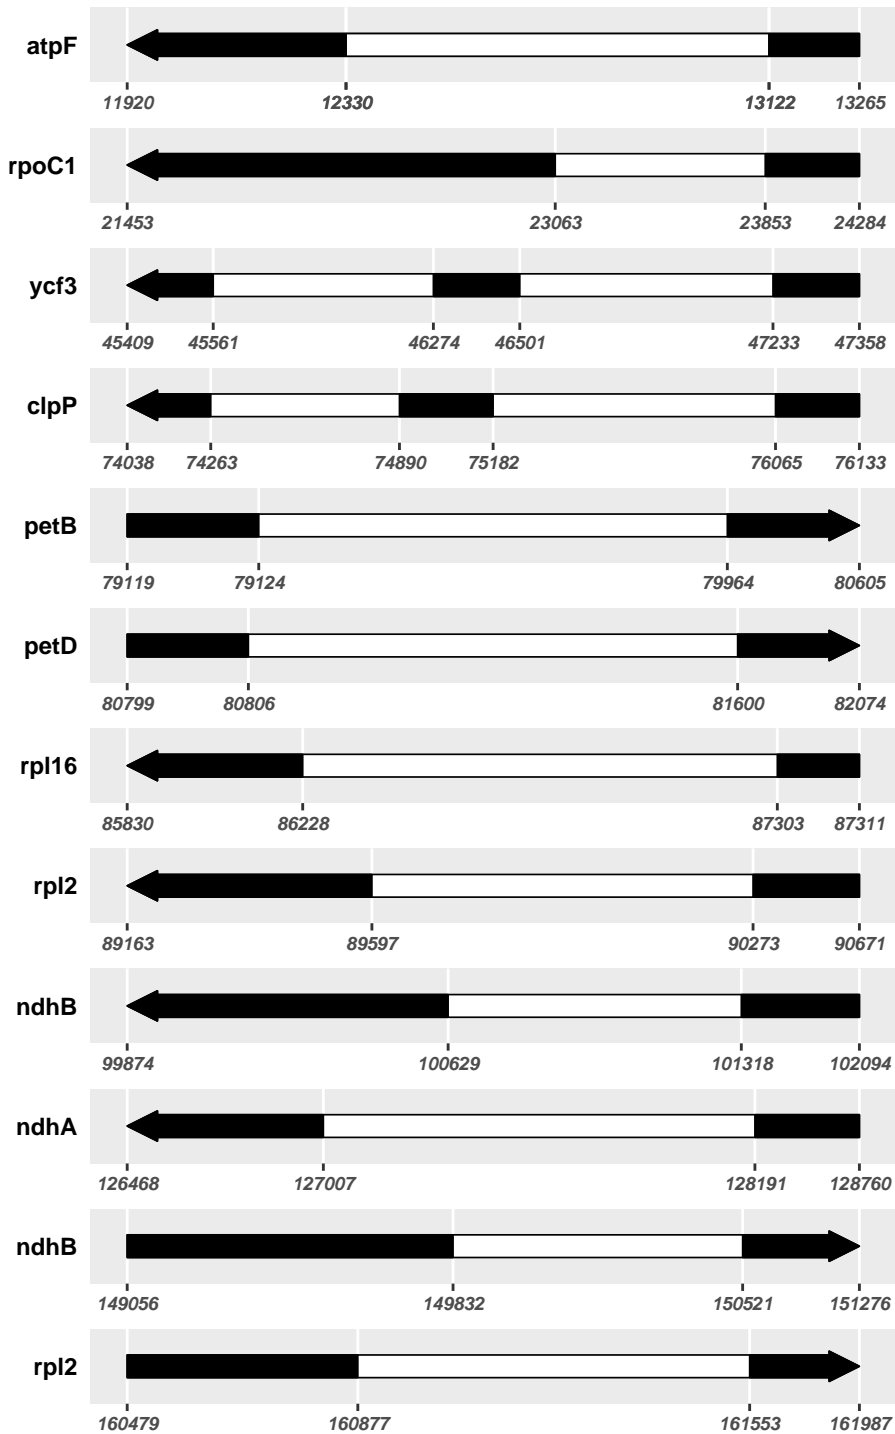 atpF
11920 12330 13122 13265
rpoC1
21453 23063 23853 24284
ycf3
45409 45561 46274 46501 47233 47358
clpP
74038 74263 74890 75182 76065 76133
petB
79119 79124 79964 80605
petD
80799 80806 81600 82074
rpl16
85830 86228 87303 87311
rpl2
89163 89597 90273 90671
ndhB
99874 100629 101318 102094
ndhA
126468 127007 128191 128760
ndhB
149056 149832 150521 151276
rpl2
160479 160877 161553 161987